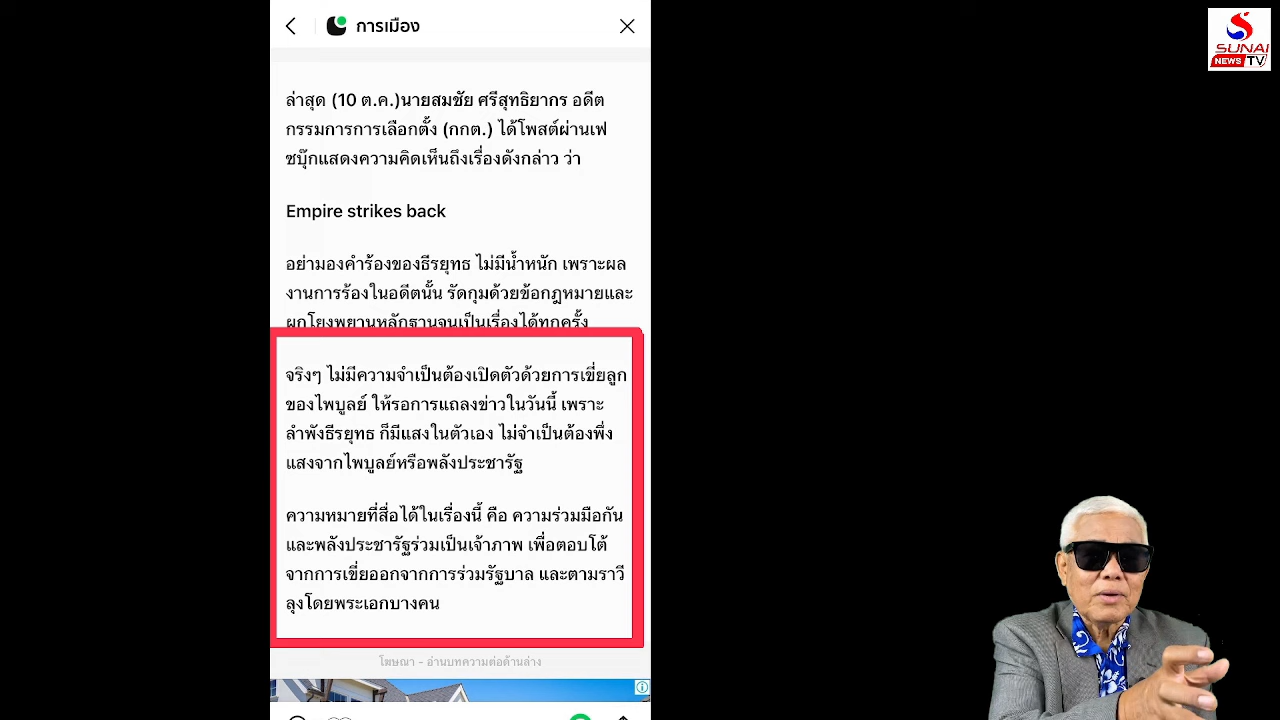 การเมือง
SUNAI
NEWS TV
ล่าสุด (10 ต.ค.)นายสมชัย ศรีสุทธิยากร อดีต
กรรมการการเลือกตั้ง (กกต.) ได้โพสต์ผ่านเฟ
ซบุ๊กแสดงความคิดเห็นถึงเรื่องดังกล่าว ว่า
Empire strikes back
อย่ามองคำร้องของธีรยุทธ ไม่มีน้ำหนัก เพราะผล
งานการร้องในอดีตนั้น รัดกุมด้วยข้อกฎหมายและ
ผูกโยงพยานหลักฐานจนเป็นเรื่องได้ทุกครั้ง
จริงๆ ไม่มีความจำเป็นต้องเปิดตัวด้วยการเขี่ยลูก
ของไพบูลย์ ให้รอการแถลงข่าวในวันนี้ เพราะ
ลำพังธีรยุทธ ก็มีแสงในตัวเอง ไม่จำเป็นต้องพึ่ง
แสงจากไพบูลย์หรือพลังประชารัฐ
ความหมายที่สื่อได้ในเรื่องนี้ คือ ความร่วมมือกัน
และพลังประชารัฐร่วมเป็นเจ้าภาพ เพื่อตอบโต้
จากการเขี่ยออกจากการร่วมรัฐบาล และตามราวี
ลุงโดยพระเอกบางคน
โฆษณา - อ่านบทความต่อด้านล่าง